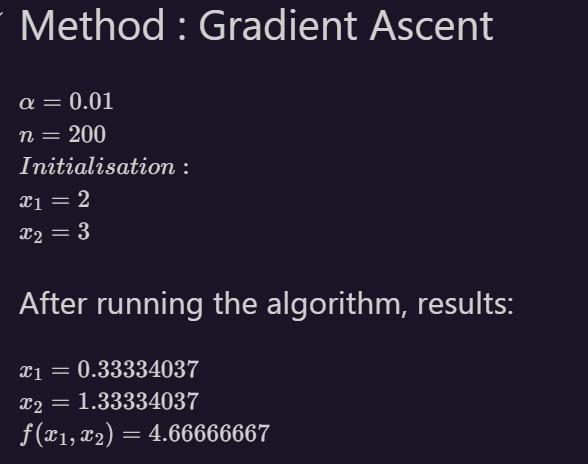 Method : Gradient Ascent
α = 0.01
n = 200
Initialisation :
x₁ = 2
x₂ = 3
After running the algorithm, results:
x₁ = 0.33334037
x₂ = 1.33334037
f(x₁, x₂) = 4.66666667